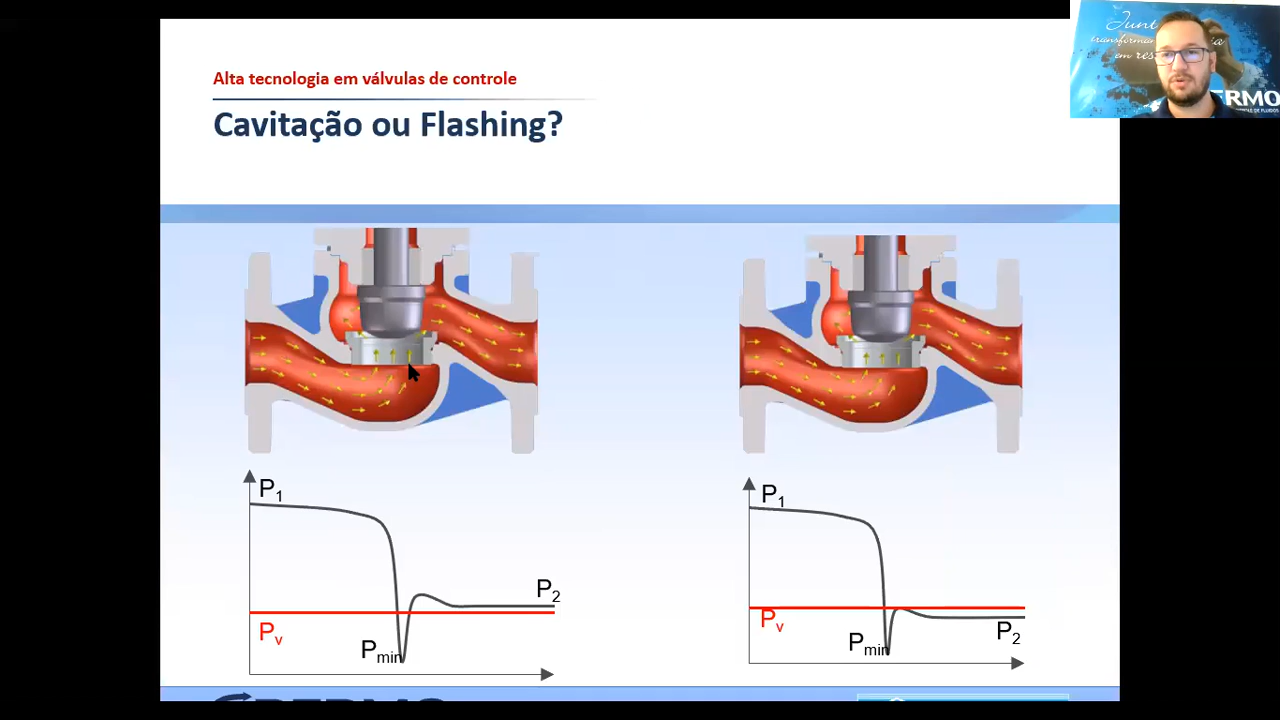 Alta tecnologia em válvulas de controle
Cavitação ou Flashing?
P1
P2
Pv
Pmin
P1
Pv
P2
Pmin